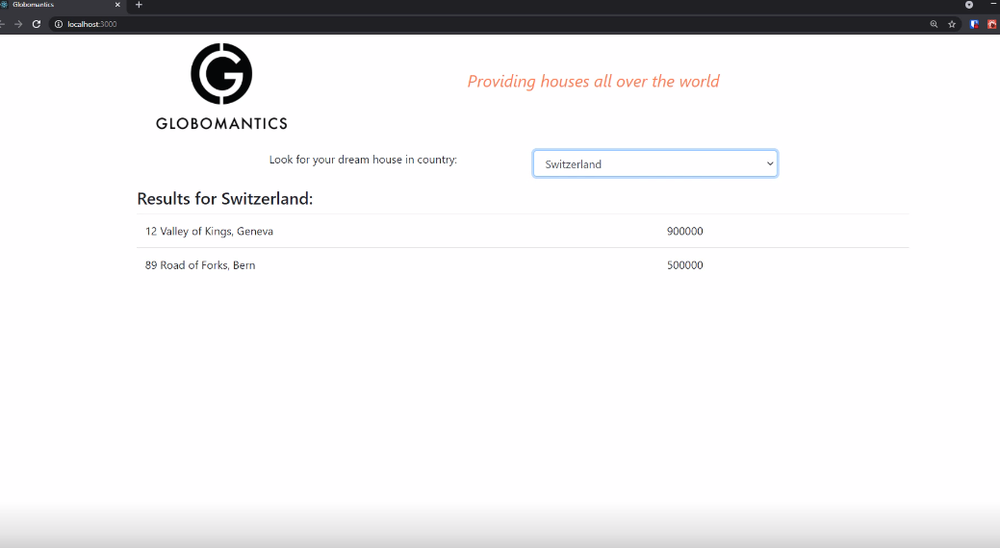 Globomantics
localhost:3000
GLOBOMANTICS
Providing houses all over the world
Look for your dream house in country:
Switzerland
Results for Switzerland:
12 Valley of Kings, Geneva
900000
89 Road of Forks, Bern
500000